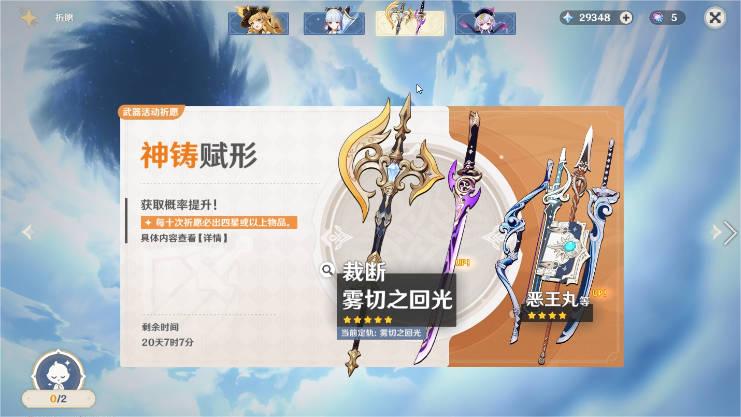 祈愿
29348
5
武器活动祈愿
神铸赋形
获取概率提升！
每十次祈愿必出四星或以上物品。
具体内容查看【详情】
UP!
裁断
雾切之回光
当前定轨：雾切之回光
UP!
恶王丸等
剩余时间
20天7时7分
0/2